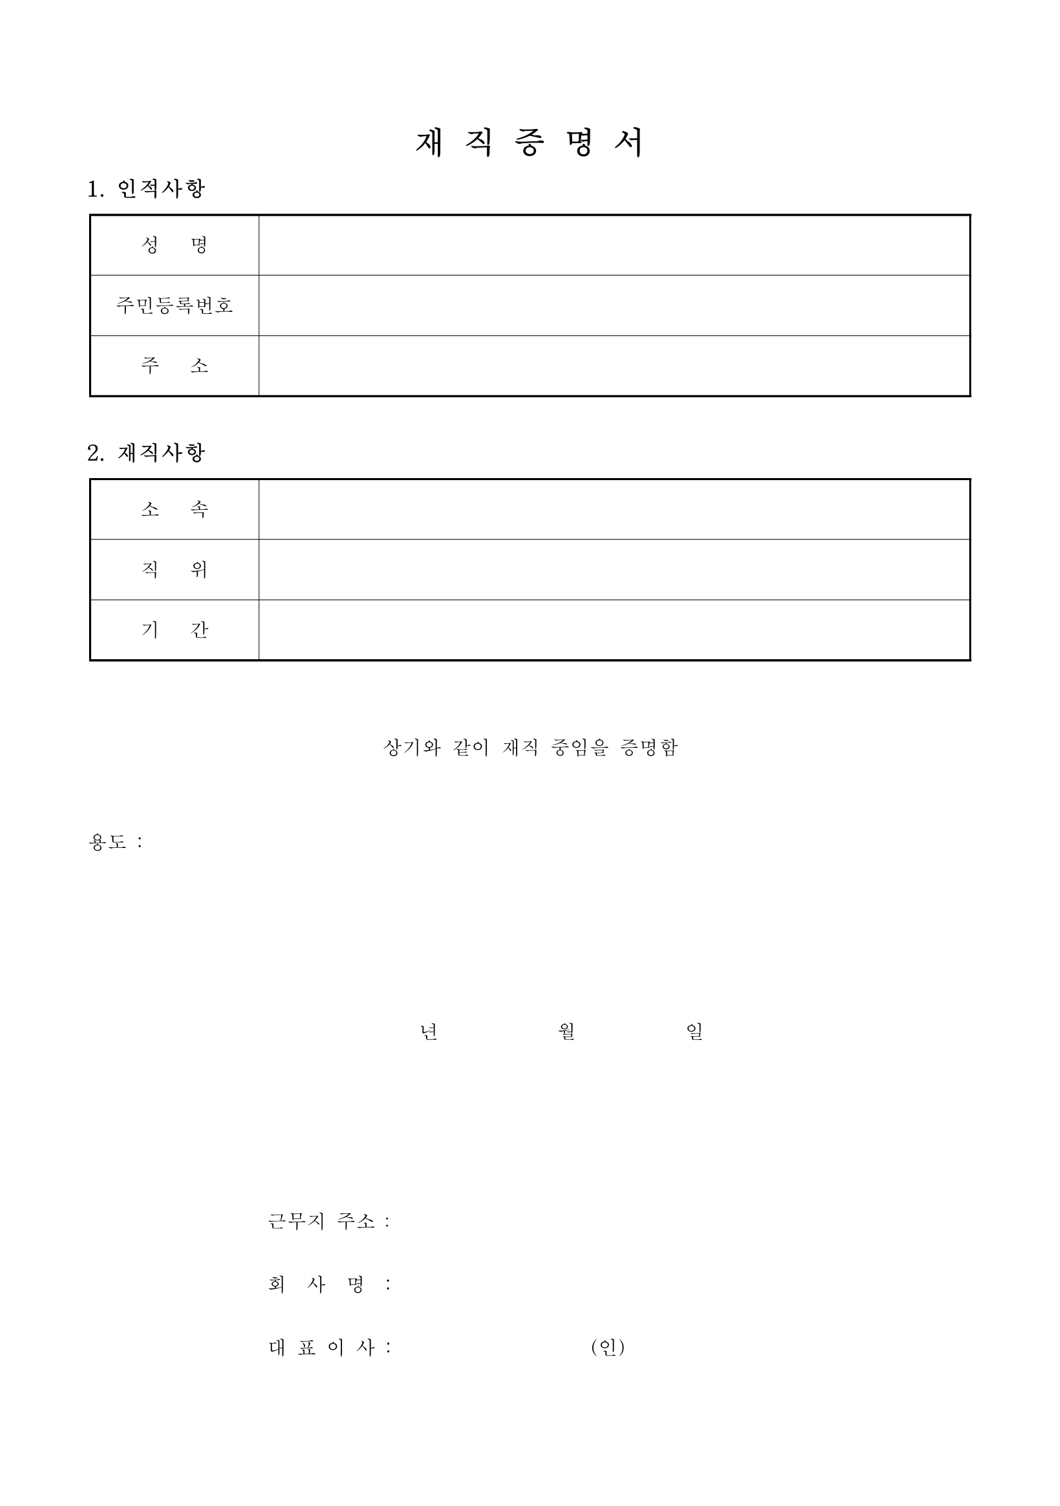 재 직 증 명 서
1. 인적사항
성 명
주민등록번호
주 소
2. 재직사항
소 속
직 위
기 간
상기와 같이 재직 중임을 증명함
용도 :
년 월 일
근무지 주소 :
회 사 명 :
대 표 이 사 : (인)